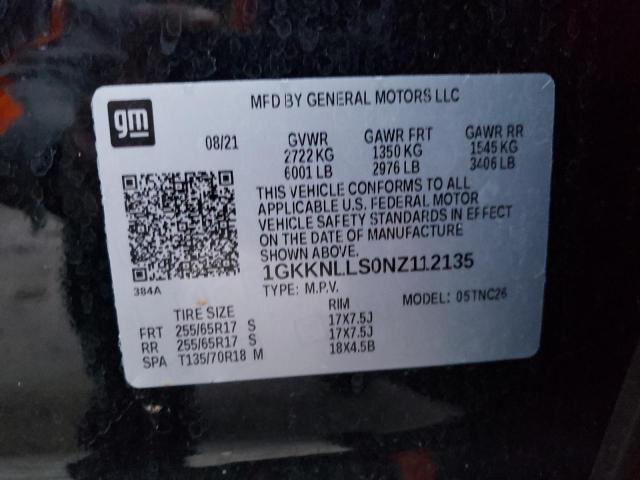 gm
MFD BY GENERAL MOTORS LLC
08/21 GVWR GAWR FRT GAWR RR
2722 KG 1350 KG 1545 KG
6001 LB 2976 LB 3406 LB
THIS VEHICLE CONFORMS TO ALL
APPLICABLE U.S. FEDERAL MOTOR
VEHICLE SAFETY STANDARDS IN EFFECT
ON THE DATE OF MANUFACTURE
SHOWN ABOVE.
1GKKNLLS0NZ112135
384A TYPE: M.P.V. MODEL: 05TNC26
TIRE SIZE RIM
FRT 255/65R17 S 17X7.5J
RR 255/65R17 S 17X7.5J
SPA T135/70R18 M 18X4.5B